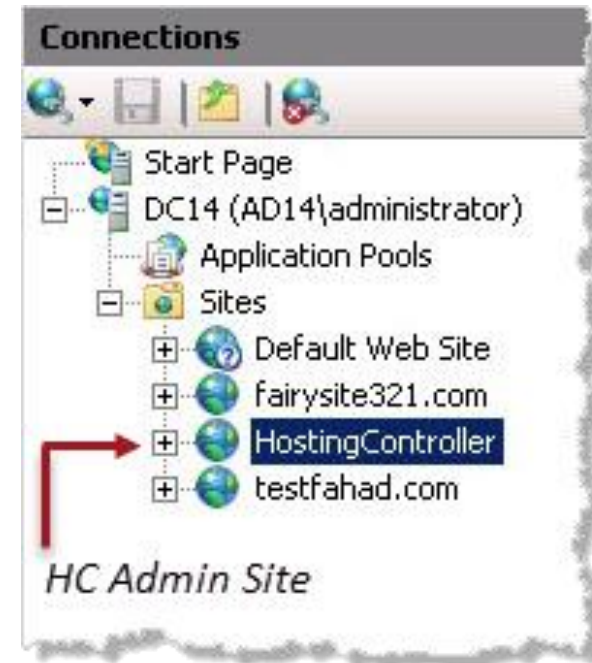 Connections
Start Page
DC14 (AD14\administrator)
Application Pools
Sites
Default Web Site
fairysite321.com
HostingController
testfahad.com
HC Admin Site